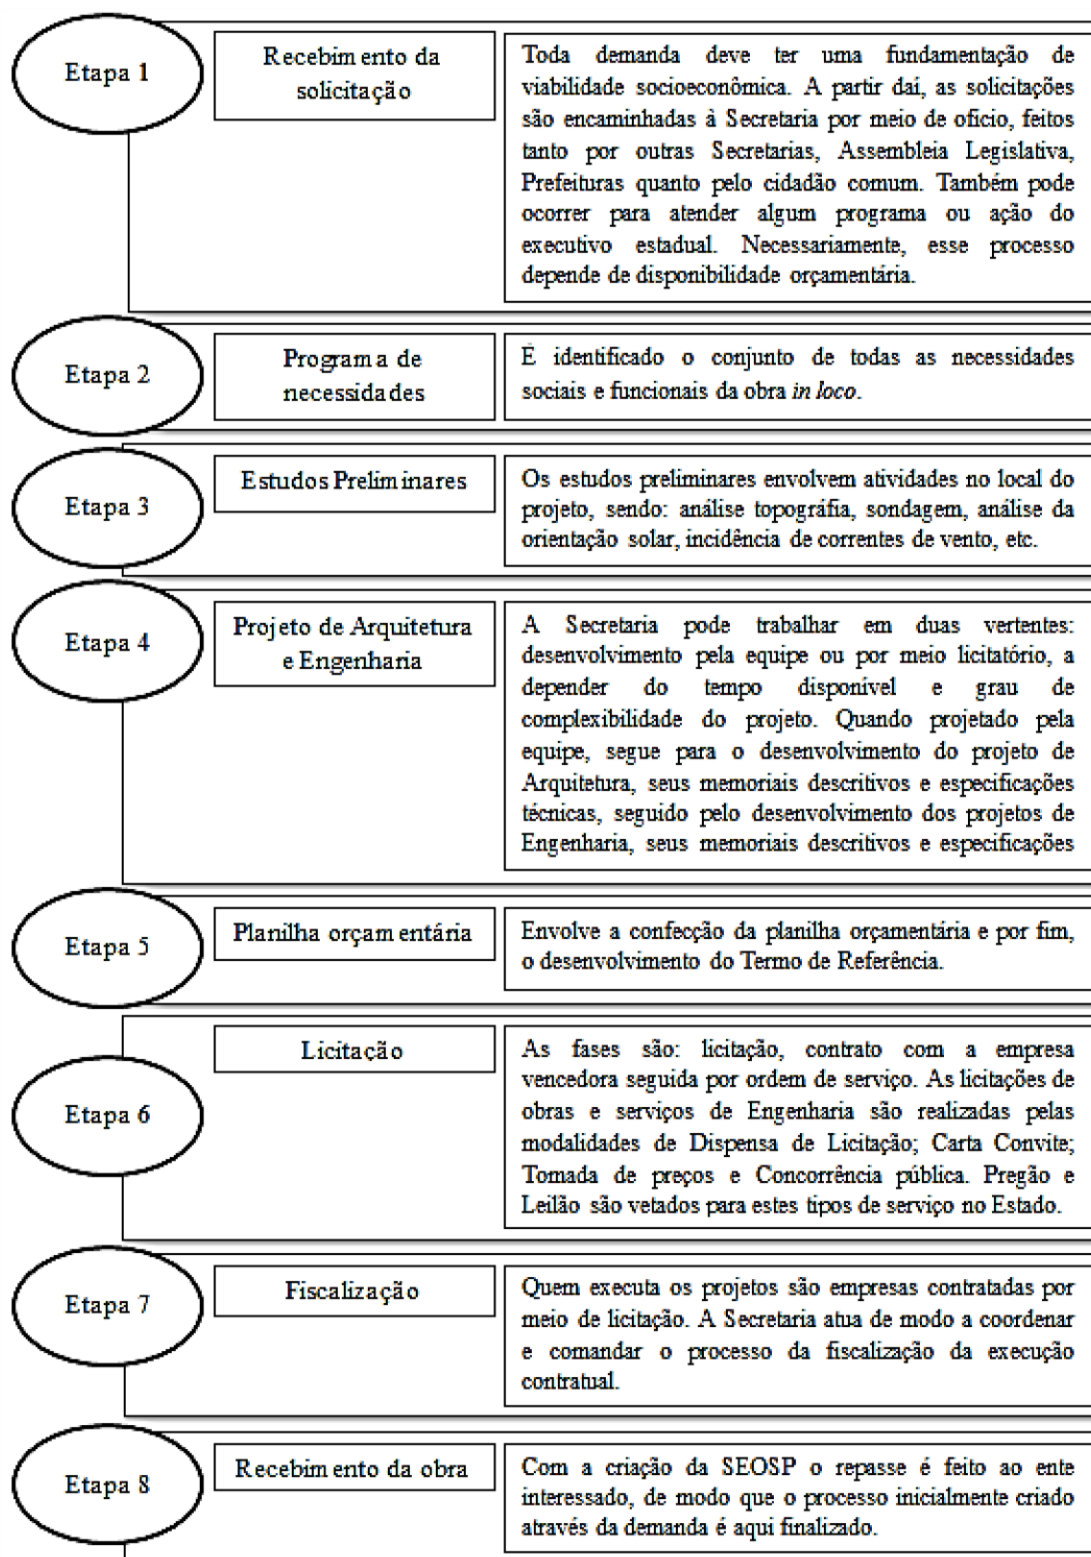 Etapa 1
Recebimento da
solicitação
Toda demanda deve ter uma fundamentação de
viabilidade socioeconômica. A partir daí, as solicitações
são encaminhadas à Secretaria por meio de oficio, feitos
tanto por outras Secretarias, Assembleia Legislativa,
Prefeituras quanto pelo cidadão comum. Também pode
ocorrer para atender algum programa ou ação do
executivo estadual. Necessariamente, esse processo
depende de disponibilidade orçamentária.
Etapa 2
Programa de
necessidades
É identificado o conjunto de todas as necessidades
sociais e funcionais da obra in loco.
Etapa 3
Estudos Preliminares
Os estudos preliminares envolvem atividades no local do
projeto, sendo: análise topográfia, sondagem, análise da
orientação solar, incidência de correntes de vento, etc.
Etapa 4
Projeto de Arquitetura
e Engenharia
A Secretaria pode trabalhar em duas vertentes:
desenvolvimento pela equipe ou por meio licitatório, a
depender do tempo disponível e grau de
complexibilidade do projeto. Quando projetado pela
equipe, segue para o desenvolvimento do projeto de
Arquitetura, seus memoriais descritivos e especificações
técnicas, seguido pelo desenvolvimento dos projetos de
Engenharia, seus memoriais descritivos e especificações
Etapa 5
Planilha orçamentária
Envolve a confecção da planilha orçamentária e por fim,
o desenvolvimento do Termo de Referência.
Etapa 6
Licitação
As fases são: licitação, contrato com a empresa
vencedora seguida por ordem de serviço. As licitações de
obras e serviços de Engenharia são realizadas pelas
modalidades de Dispensa de Licitação; Carta Convite;
Tomada de preços e Concorrência pública. Pregão e
Leilão são vetados para estes tipos de serviço no Estado.
Etapa 7
Fiscalização
Quem executa os projetos são empresas contratadas por
meio de licitação. A Secretaria atua de modo a coordenar
e comandar o processo da fiscalização da execução
contratual.
Etapa 8
Recebimento da obra
Com a criação da SEOSP o repasse é feito ao ente
interessado, de modo que o processo inicialmente criado
através da demanda é aqui finalizado.